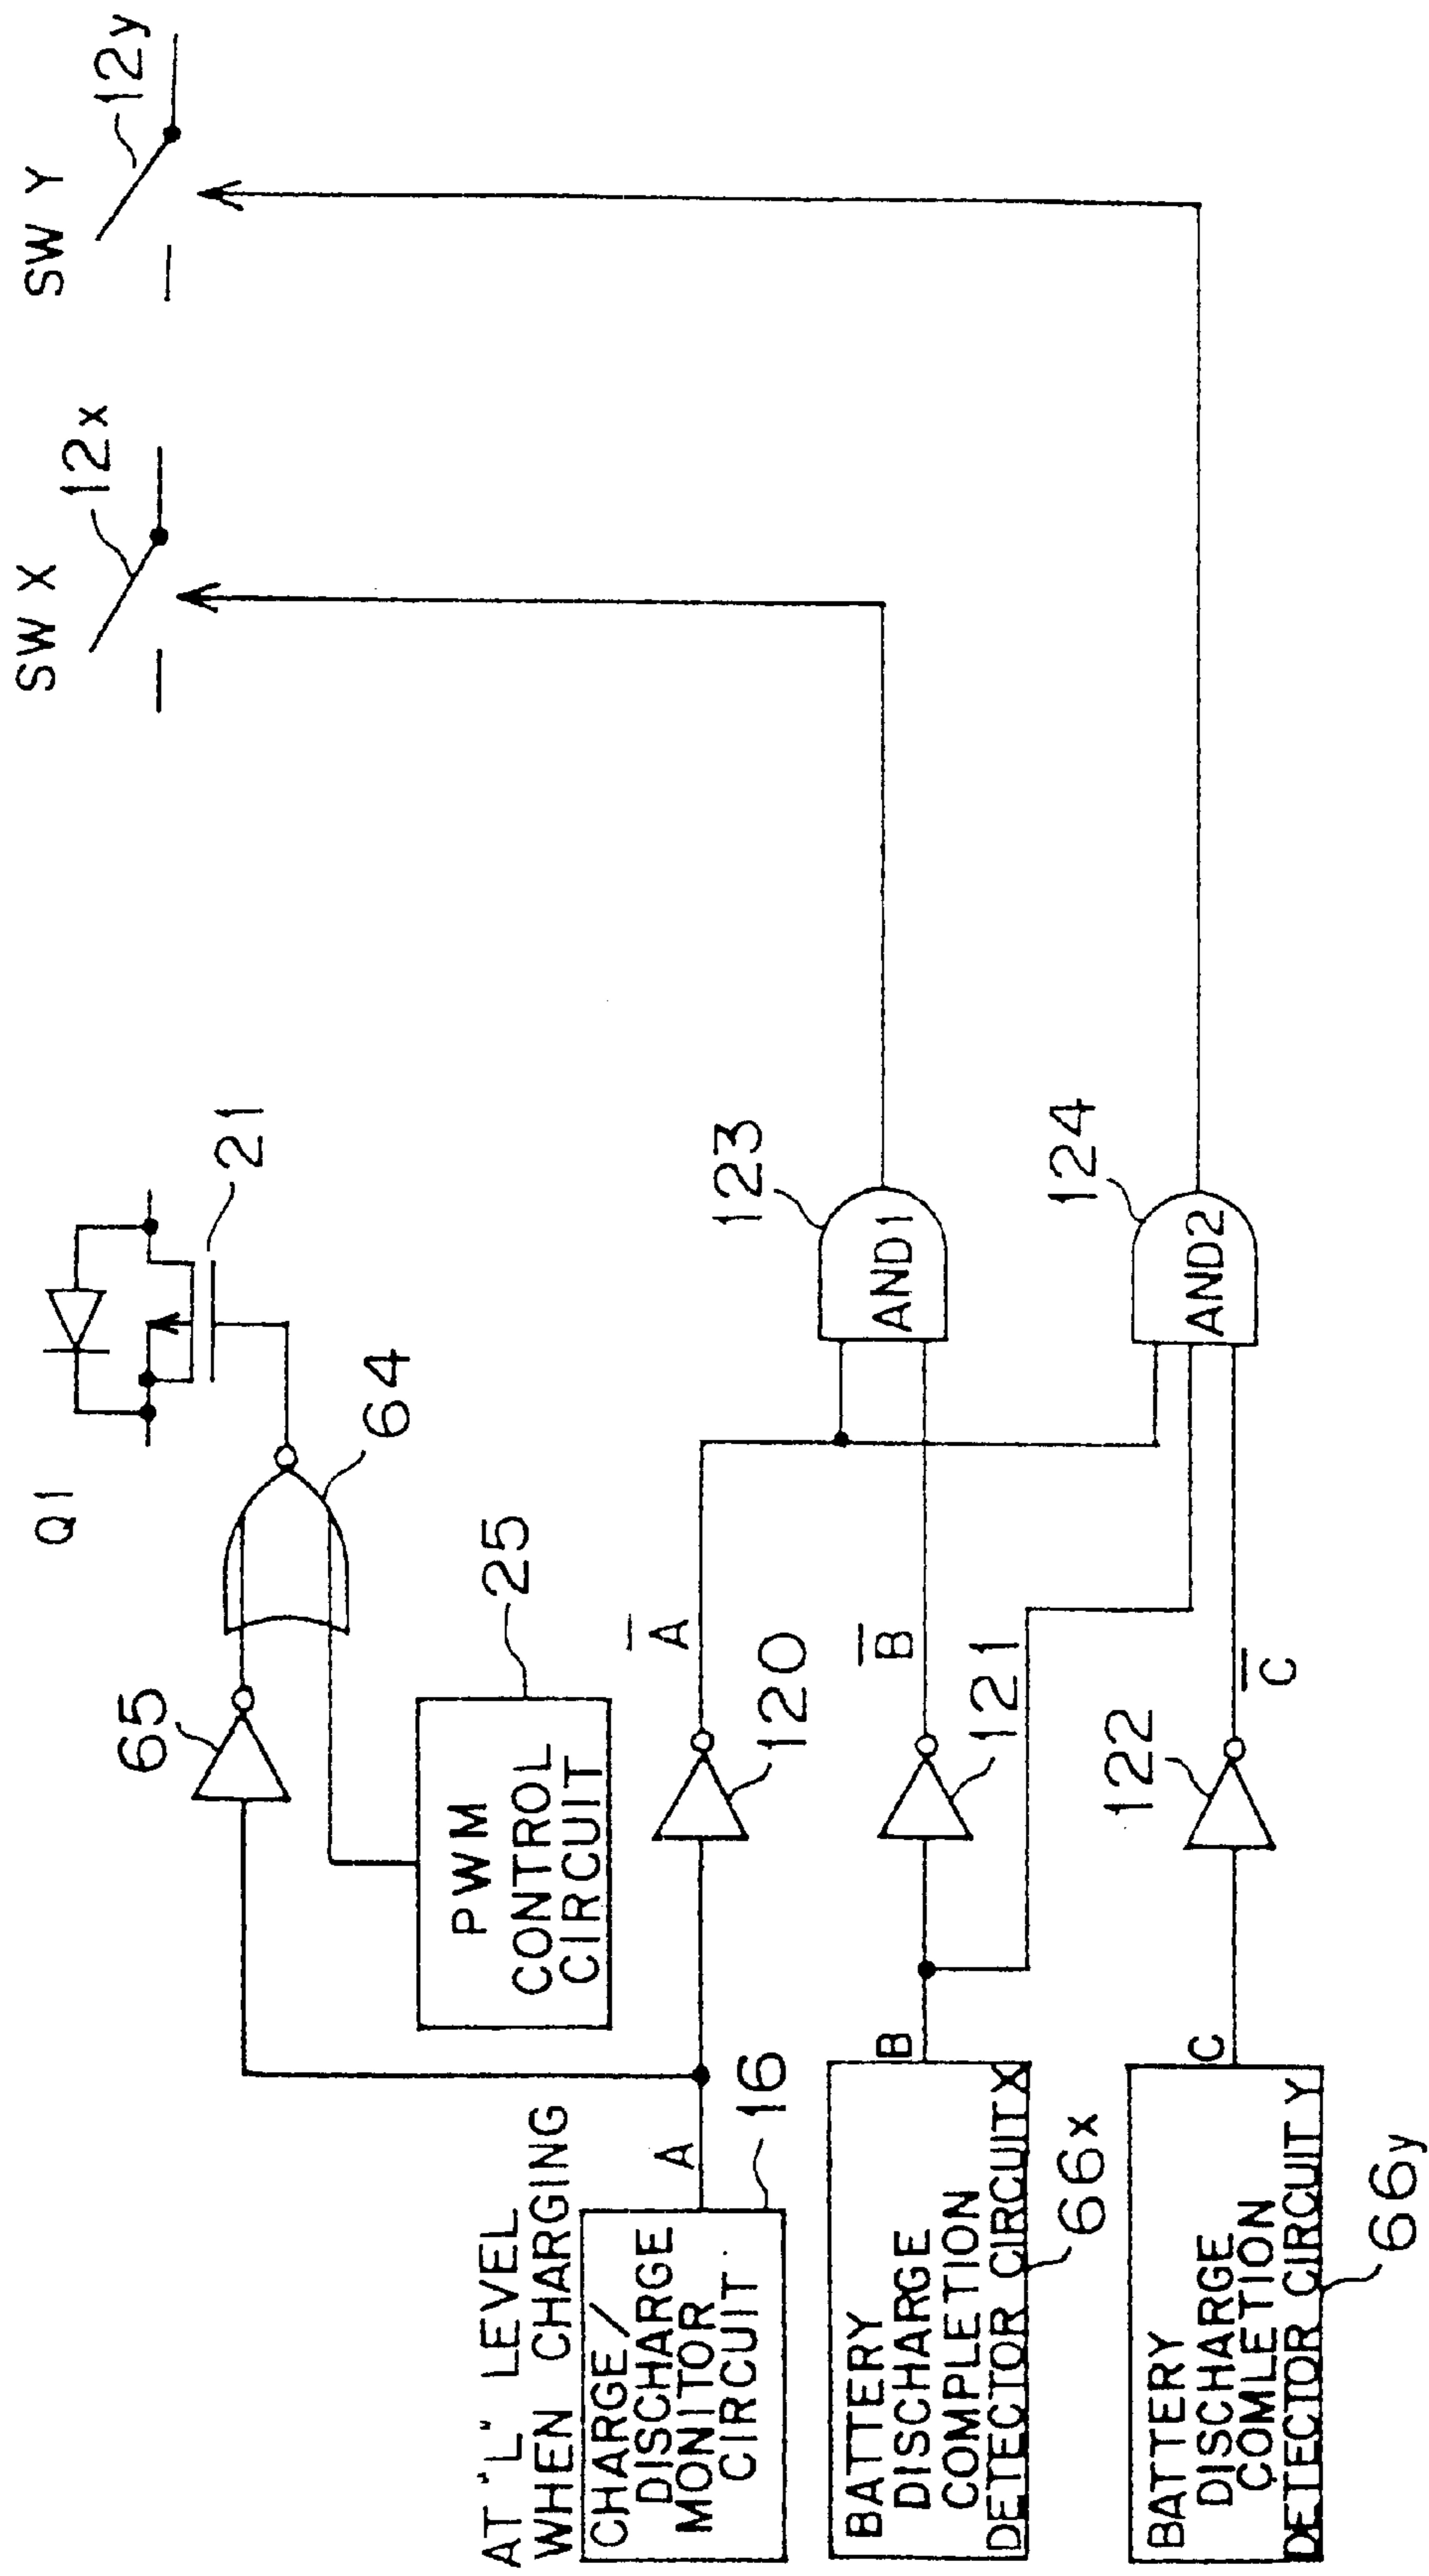 SW X
12x
SW Y
12y
Q1
21
65
64
PWM
CONTROL
CIRCUIT
25
AT "L" LEVEL
WHEN CHARGING
CHARGE/
DISCHARGE
MONITOR
CIRCUIT
16
A
120
A̅
AND1
123
BATTERY
DISCHARGE
COMPLETION
DETECTOR CIRCUIT X
66x
B
121
B̅
AND2
124
BATTERY
DISCHARGE
COMLETION
DETECTOR CIRCUIT Y
66y
C
122
C̅